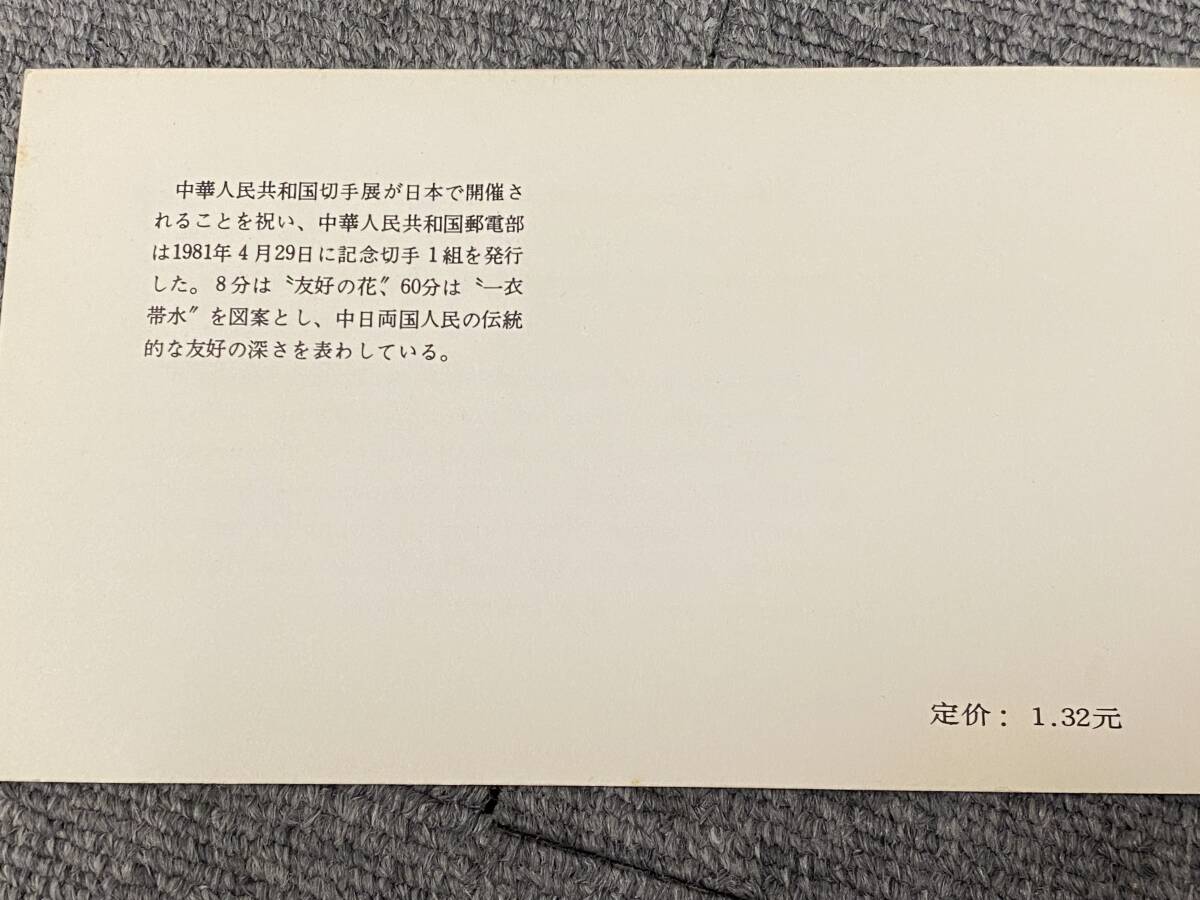 中華人民共和国切手展が日本で開催さ
れることを祝い、中華人民共和国郵電部
は1981年4月29日に記念切手1組を発行
した。8分は〝友好の花〟、60分は〝一衣
帯水〟を図案とし、中日両国人民の伝統
的な友好の深さを表わしている。
定价：1.32元